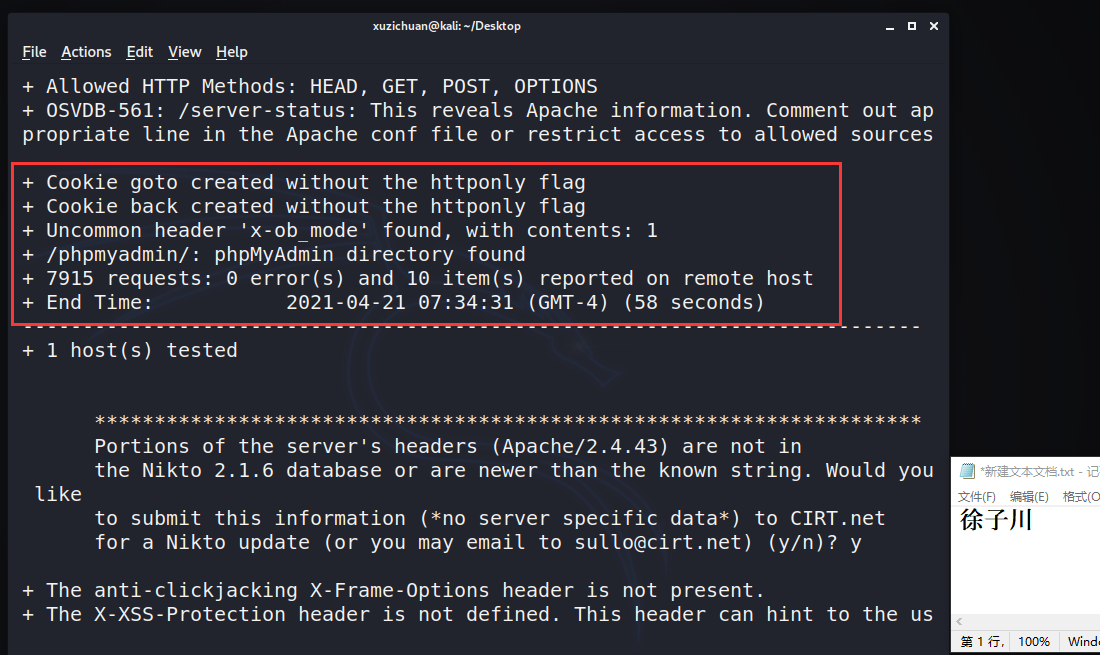 xuzichuan@kali: ~/Desktop
File Actions Edit View Help
+ Allowed HTTP Methods: HEAD, GET, POST, OPTIONS
+ OSVDB-561: /server-status: This reveals Apache information. Comment out ap
propriate line in the Apache conf file or restrict access to allowed sources
+ Cookie goto created without the httponly flag
+ Cookie back created without the httponly flag
+ Uncommon header 'x-ob_mode' found, with contents: 1
+ /phpmyadmin/: phpMyAdmin directory found
+ 7915 requests: 0 error(s) and 10 item(s) reported on remote host
+ End Time:           2021-04-21 07:34:31 (GMT-4) (58 seconds)
---------------------------------------------------------------------------
+ 1 host(s) tested
*********************************************************************
Portions of the server's headers (Apache/2.4.43) are not in
the Nikto 2.1.6 database or are newer than the known string. Would you
like
to submit this information (*no server specific data*) to CIRT.net
for a Nikto update (or you may email to sullo@cirt.net) (y/n)? y
+ The anti-clickjacking X-Frame-Options header is not present.
+ The X-XSS-Protection header is not defined. This header can hint to the us
*新建文本文档.txt - 记
文件(F) 编辑(E) 格式(O
徐子川
第 1 行, 100% Windo